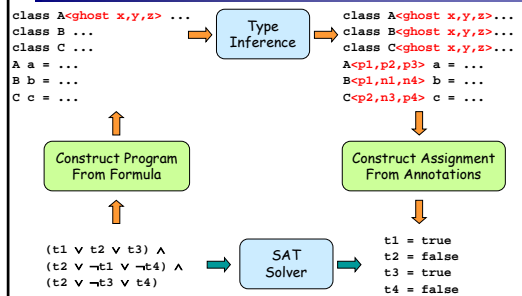 class A<ghost x,y,z> ...
class B ...
class C ...
A a = ...
B b = ...
C c = ...
Type
Inference
class A<ghost x,y,z>...
class B<ghost x,y,z>...
class C<ghost x,y,z>...
A<p1,p2,p3> a = ...
B<p1,n1,n4> b = ...
C<p2,n3,p4> c = ...
Construct Program
From Formula
Construct Assignment
From Annotations
(t1 ∨ t2 ∨ t3) ∧
(t2 ∨ ¬t1 ∨ ¬t4) ∧
(t2 ∨ ¬t3 ∨ t4)
SAT
Solver
t1 = true
t2 = false
t3 = true
t4 = false